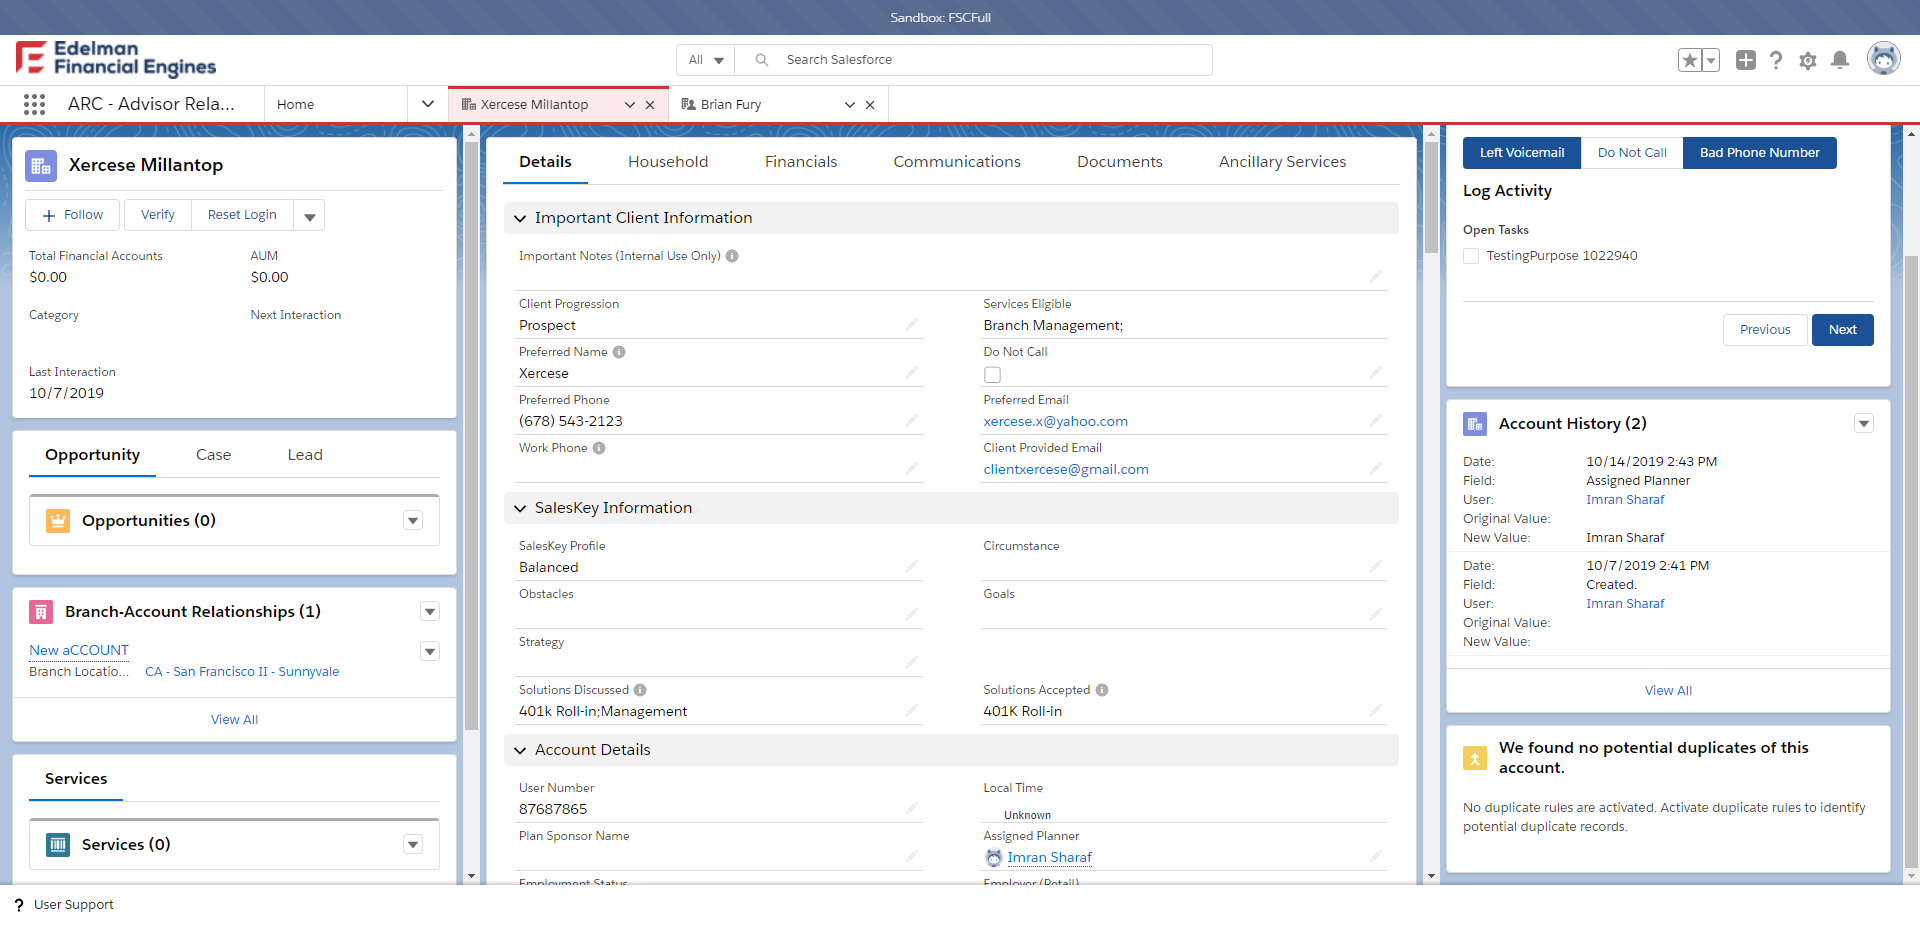 Sandbox: FSCFull
Edelman
Financial Engines
All
Search Salesforce
ARC - Advisor Rela...
Home
Xercese Millantop
Brian Fury
Xercese Millantop
Follow
Verify
Reset Login
Total Financial Accounts
AUM
$0.00
$0.00
Category
Next Interaction
Last Interaction
10/7/2019
Opportunity
Case
Lead
Opportunities (0)
Branch-Account Relationships (1)
New aCCOUNT
Branch Locatio...
CA - San Francisco II - Sunnyvale
View All
Services
Services (0)
Details
Household
Financials
Communications
Documents
Ancillary Services
Important Client Information
Important Notes (Internal Use Only)
Client Progression
Services Eligible
Prospect
Branch Management;
Preferred Name
Do Not Call
Xercese
Preferred Phone
Preferred Email
(678) 543-2123
xercese.x@yahoo.com
Work Phone
Client Provided Email
clientxercese@gmail.com
SalesKey Information
SalesKey Profile
Circumstance
Balanced
Obstacles
Goals
Strategy
Solutions Discussed
Solutions Accepted
401k Roll-in;Management
401K Roll-in
Account Details
User Number
Local Time
87687865
Unknown
Plan Sponsor Name
Assigned Planner
Imran Sharaf
Employment Status
Employer (Retail)
Left Voicemail
Do Not Call
Bad Phone Number
Log Activity
Open Tasks
TestingPurpose 1022940
Previous
Next
Account History (2)
Date:
10/14/2019 2:43 PM
Field:
Assigned Planner
User:
Imran Sharaf
Original Value:
New Value:
Imran Sharaf
Date:
10/7/2019 2:41 PM
Field:
Created.
User:
Imran Sharaf
Original Value:
New Value:
View All
We found no potential duplicates of this
account.
No duplicate rules are activated. Activate duplicate rules to identify
potential duplicate records.
? User Support